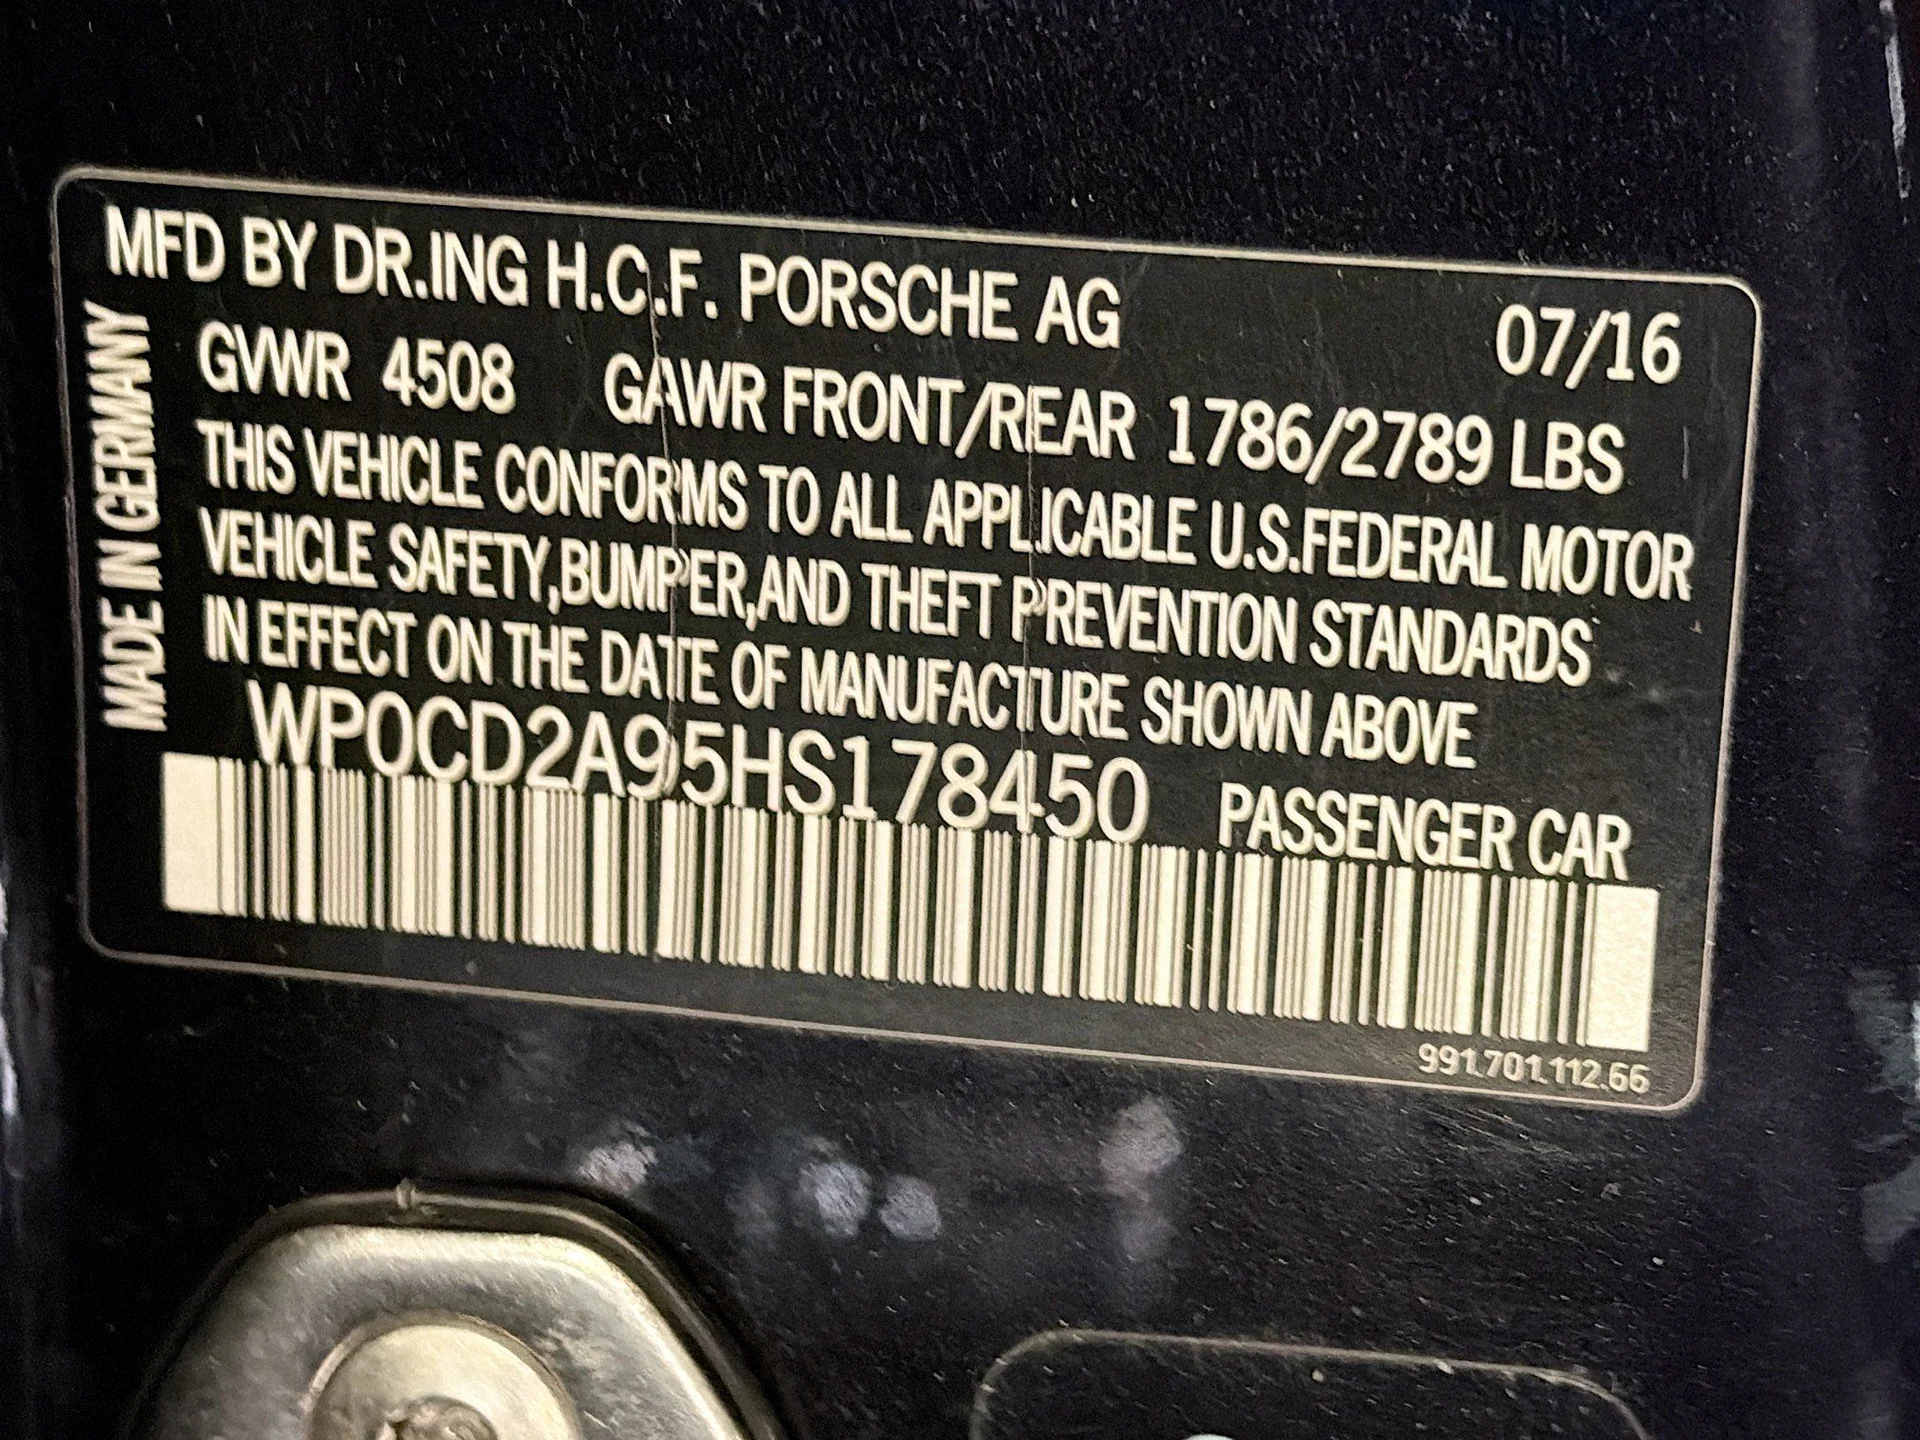 MFD BY DR.ING H.C.F. PORSCHE AG 07/16
GVWR 4508 GAWR FRONT/REAR 1786/2789 LBS
THIS VEHICLE CONFORMS TO ALL APPLICABLE U.S.FEDERAL MOTOR
VEHICLE SAFETY,BUMPER,AND THEFT PREVENTION STANDARDS
IN EFFECT ON THE DATE OF MANUFACTURE SHOWN ABOVE
WP0CD2A95HS178450 PASSENGER CAR
991.701.112.66
MADE IN GERMANY